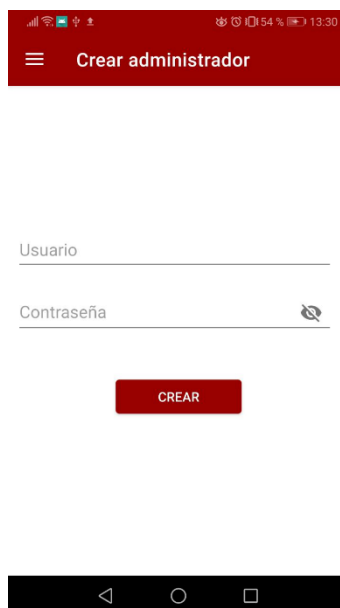 54 % 13:30
Crear administrador
Usuario
Contraseña
CREAR